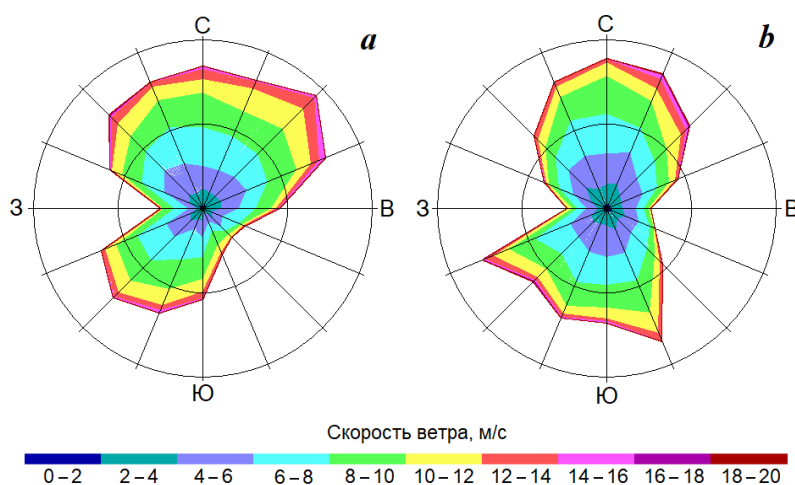 С
a
С
b
З
В
З
В
Ю
Ю
Скорость ветра, м/с
0–2 2–4 4–6 6–8 8–10 10–12 12–14 14–16 16–18 18–20